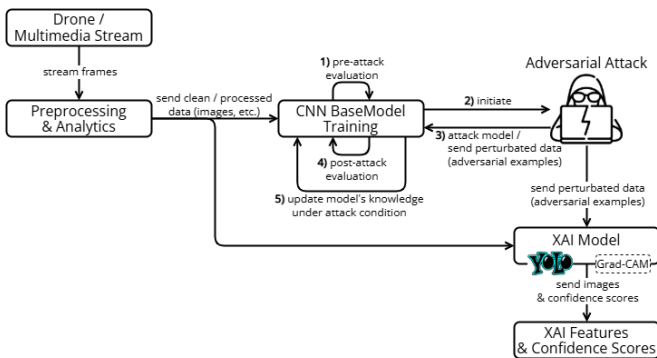 Drone /
Multimedia Stream
stream frames
Preprocessing
& Analytics
send clean / processed
data (images, etc.)
1) pre-attack
evaluation
CNN BaseModel
Training
2) initiate
Adversarial Attack
3) attack model /
send perturbated data
(adversarial examples)
4) post-attack
evaluation
5) update model's knowledge
under attack condition
send perturbated data
(adversarial examples)
XAI Model
YOLO
Grad-CAM
send images
& confidence scores
XAI Features
& Confidence Scores